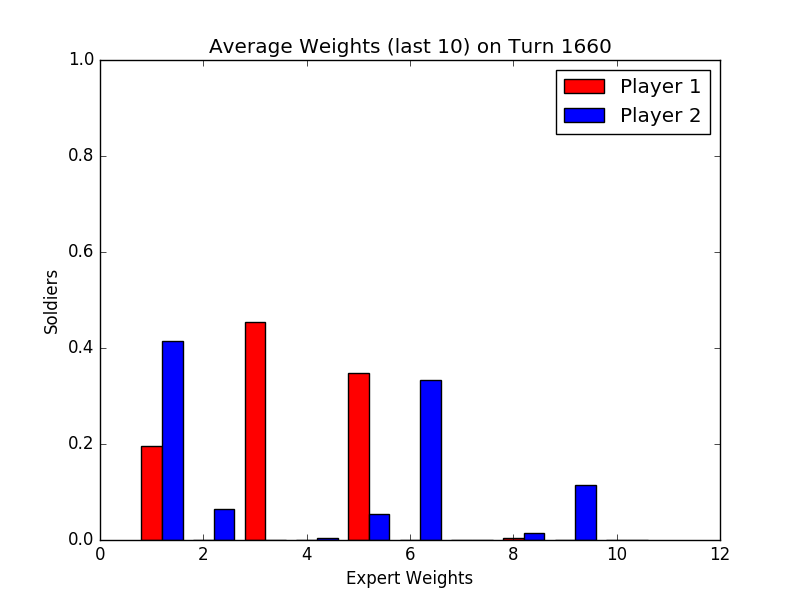 Average Weights (last 10) on Turn 1660
1.0
0.8
0.6
0.4
0.2
0.0
Soldiers
Player 1
Player 2
0 2 4 6 8 10 12
Expert Weights